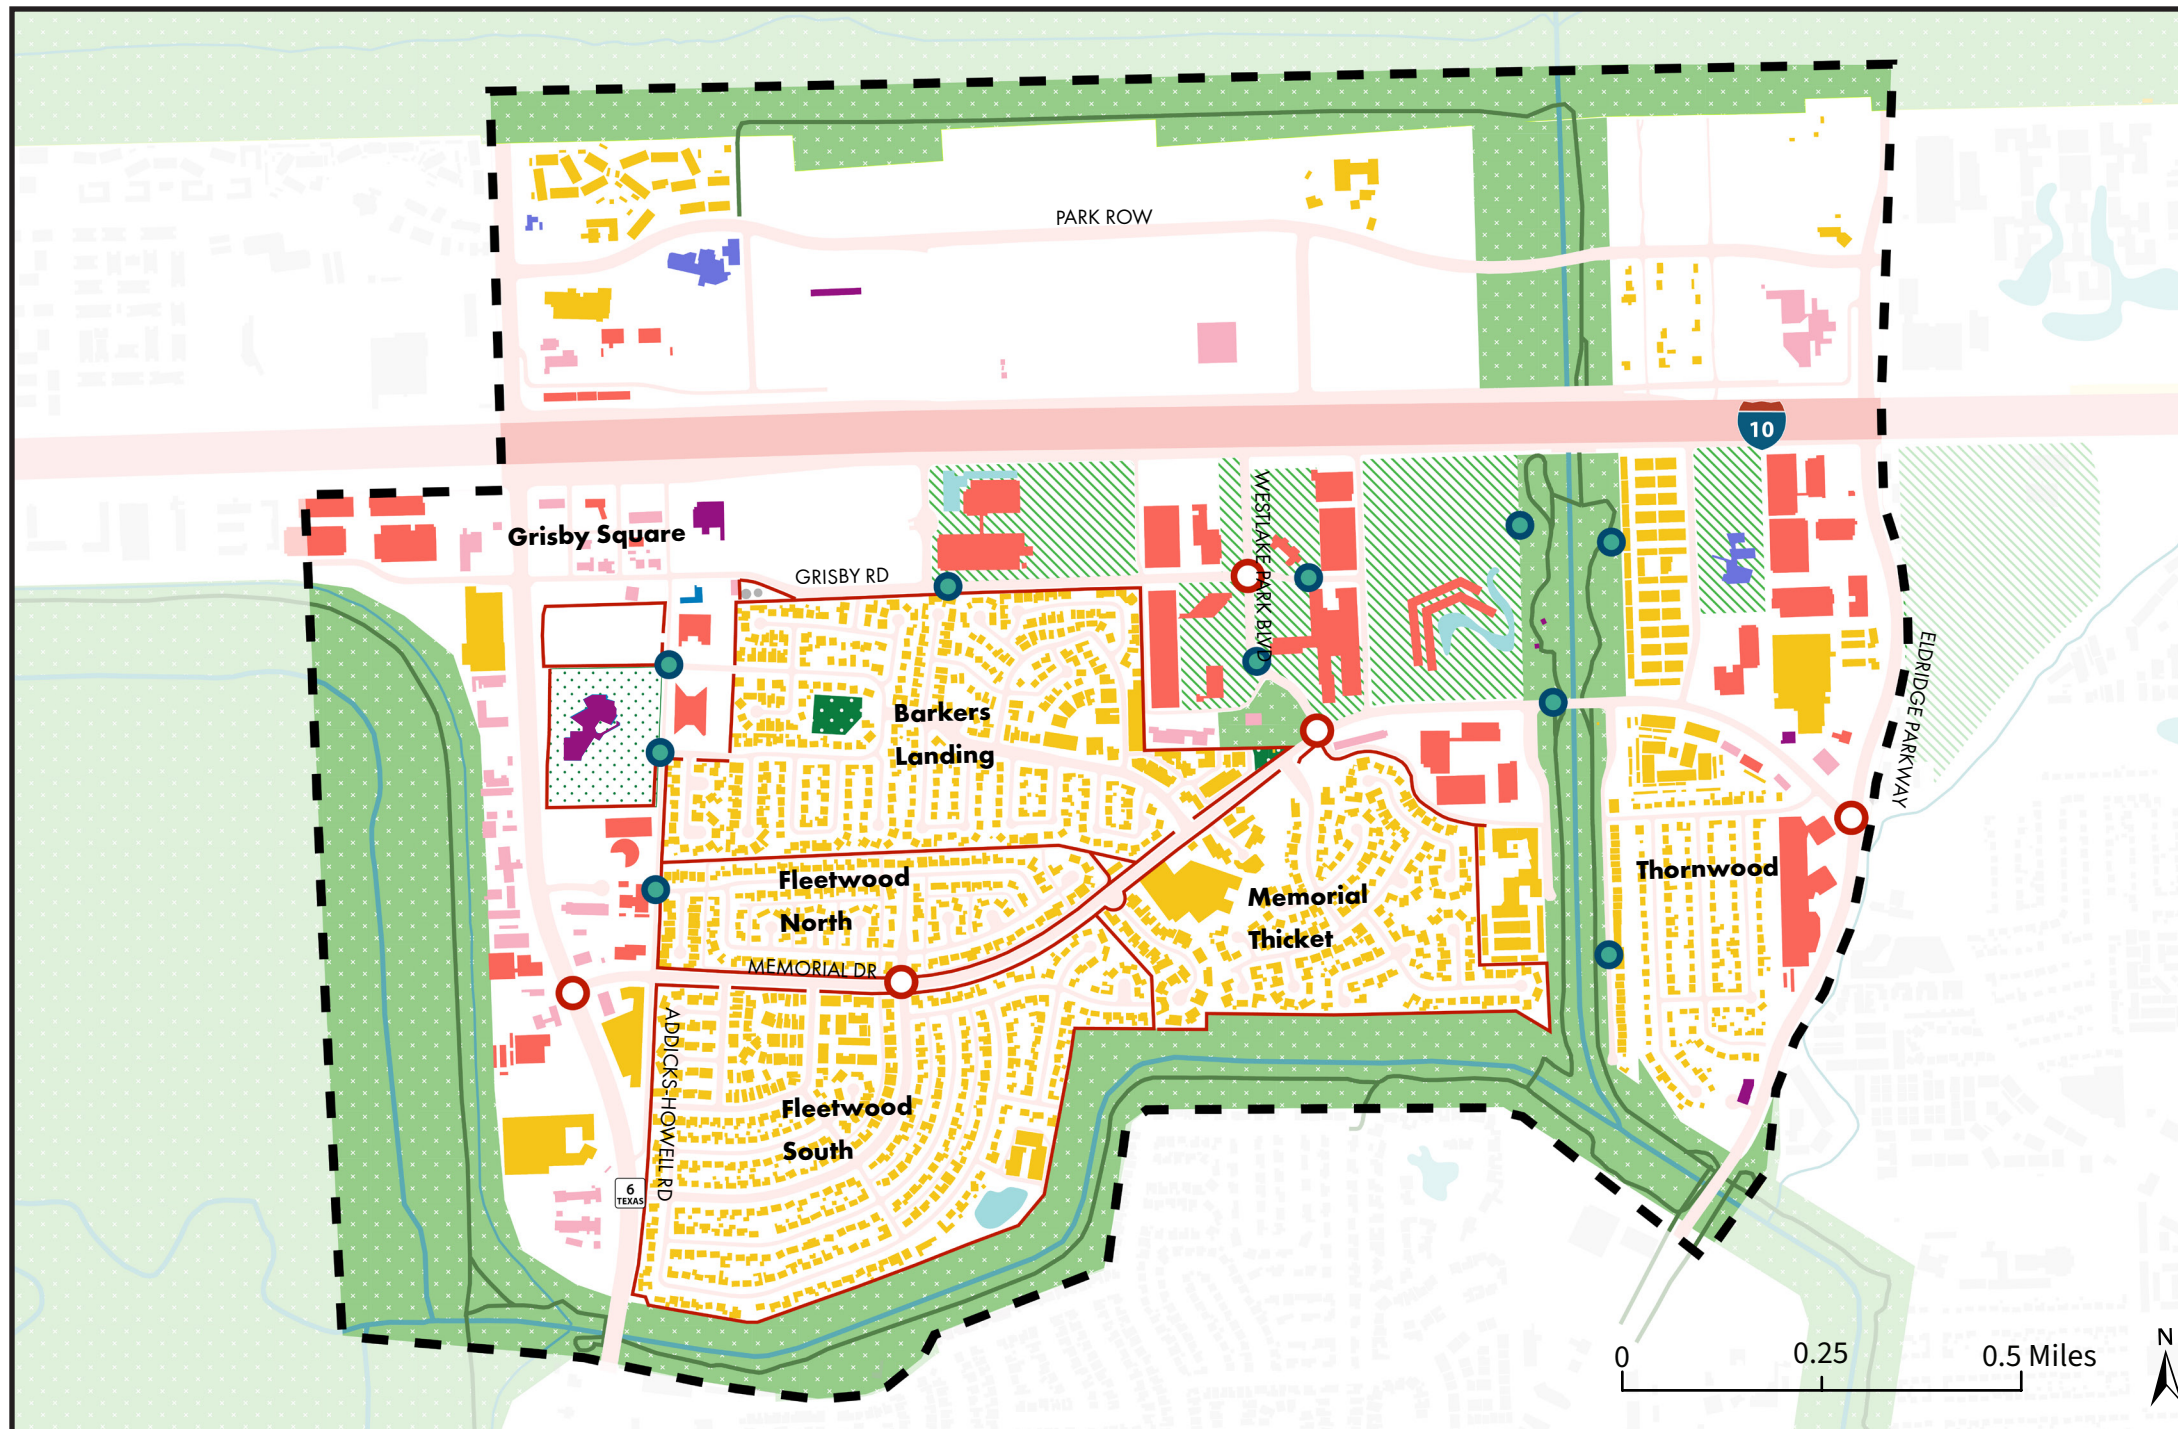 PARK ROW
10
Grisby Square
WESTLAKE PARK BLVD
GRISBY RD
ELDRIDGE PARKWAY
Barkers
Landing
Thornwood
Fleetwood
North
Memorial
Thicket
MEMORIAL DR
ADDICKS-HOWELL RD
Fleetwood
South
6
TEXAS
0 0.25 0.5 Miles
N